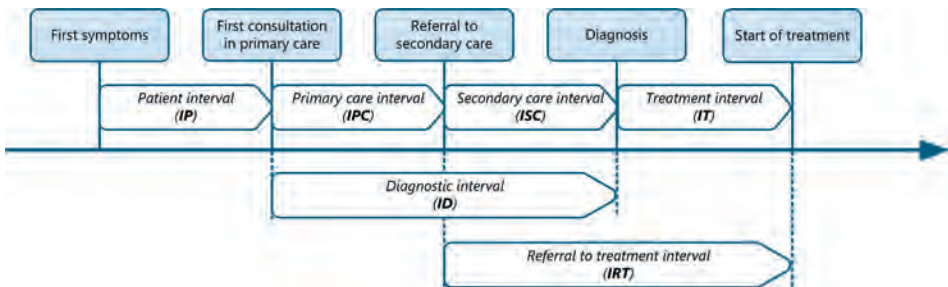 First symptoms
First consultation
in primary care
Referral to
secondary care
Diagnosis
Start of treatment
Patient interval
(IP)
Primary care interval
(IPC)
Secondary care interval
(ISC)
Treatment interval
(IT)
Diagnostic interval
(ID)
Referral to treatment interval
(IRT)